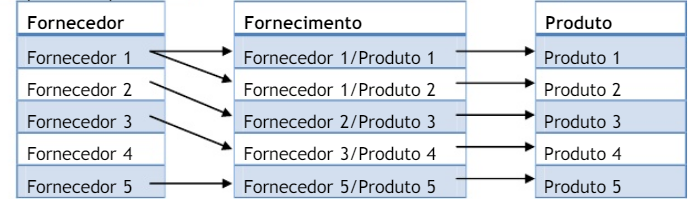 Fornecedor Fornecimento Produto
Fornecedor 1 Fornecedor 1/Produto 1 Produto 1
Fornecedor 2 Fornecedor 1/Produto 2 Produto 2
Fornecedor 3 Fornecedor 2/Produto 3 Produto 3
Fornecedor 4 Fornecedor 3/Produto 4 Produto 4
Fornecedor 5 Fornecedor 5/Produto 5 Produto 5